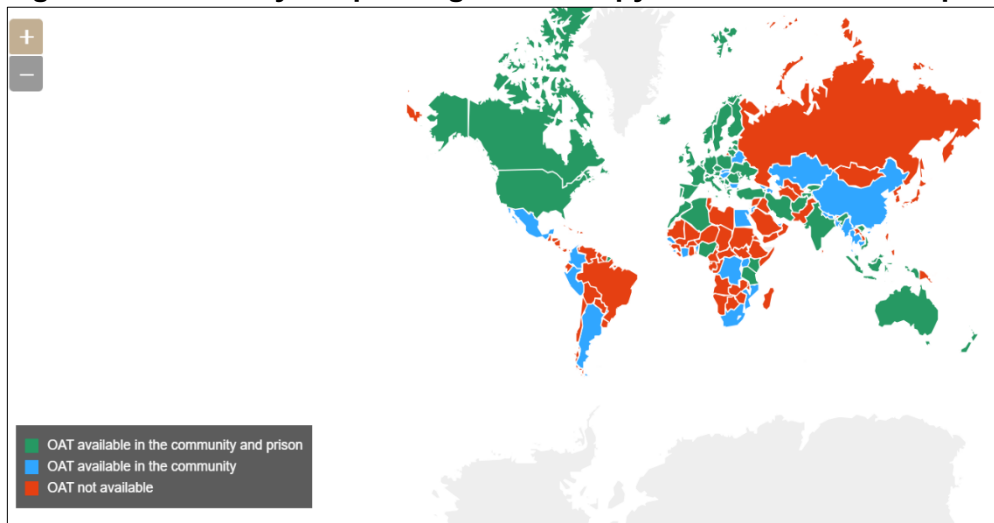 +
−
OAT available in the community and prison
OAT available in the community
OAT not available